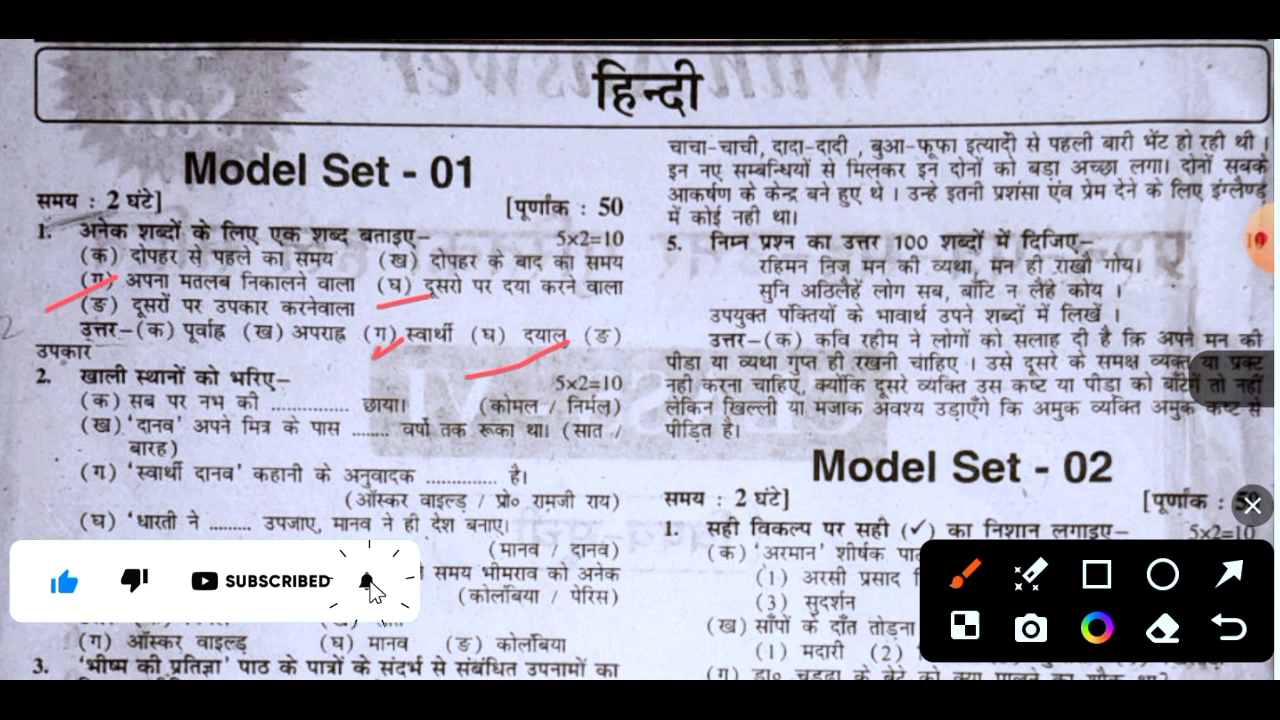 हिन्दी
Model Set - 01
समय : 2 घंटे]
[पूर्णांक : 50
1. अनेक शब्दों के लिए एक शब्द बताइए– 5×2=10
(क) दोपहर से पहले का समय (ख) दोपहर के बाद का समय
(ग) अपना मतलब निकालने वाला (घ) दूसरो पर दया करने वाला
(ङ) दूसरों पर उपकार करनेवाला
उत्तर–(क) पूर्वाह्न (ख) अपराह्न (ग) स्वार्थी (घ) दयालु (ङ)
उपकार
2. खाली स्थानों को भरिए– 5×2=10
(क) सब पर नभ की ............... छाया। (कोमल / निर्मल)
(ख) 'दानव' अपने मित्र के पास ........ वर्षो तक रूका था। (सात /
बारह)
(ग) 'स्वार्थी दानव' कहानी के अनुवादक .............. है।
(ऑस्कर वाइल्ड / प्रो० रामजी राय)
(घ) 'धारती ने ......... उपजाए, मानव ने ही देश बनाए।
(मानव / दानव)
समय भीमराव को अनेक
(कोलंबिया / पेरिस)
(ग) ऑस्कर वाइल्ड (घ) मानव (ङ) कोलंबिया
3. 'भीष्म की प्रतिज्ञा' पाठ के पात्रों के संदर्भ से संबंधित उपनामों का
चाचा-चाची, दादा-दादी , बुआ-फूफा इत्यादी से पहली बारी भेंट हो रही थी ।
इन नए सम्बन्धियों से मिलकर इन दोनों को बड़ा अच्छा लगा। दोनों सबके
आकर्षण के केन्द्र बने हुए थे । उन्हे इतनी प्रशंसा एंव प्रेम देने के लिए इंग्लैण्ड
में कोई नही था।
5. निम्न प्रश्न का उत्तर 100 शब्दों में दिजिए–
रहिमन निज मन की व्यथा, मन ही राखौ गोय।
सुनि अठिलैहें लोग सब, बाँटि न लैहें कोय ।
उपयुक्त पंक्तियों के भावार्थ उपने शब्दों में लिखें ।
उत्तर–(क) कवि रहीम ने लोगों को सलाह दी है कि अपने मन की
पीड़ा या व्यथा गुप्त ही रखनी चाहिए । उसे दूसरे के समक्ष व्यक्त या प्रक्ट
नही करना चाहिए, क्योंकि दूसरे व्यक्ति उस कष्ट या पीड़ा को बाँटेंगे तो नहीं
लेकिन खिल्ली या मजाक अवश्य उड़ाएँगे कि अमुक व्यक्ति अमुक कष्ट से
पीड़ित है।
Model Set - 02
समय : 2 घंटे]
[पूर्णांक :
1. सही विकल्प पर सही (✓) का निशान लगाइए– 5×2=10
(क) 'अरमान' शीर्षक
(1) अरसी प्रसाद
(3) सुदर्शन
(ख) साँपों के दाँत तोड़ना
(1) मदारी (2)
SUBSCRIBED